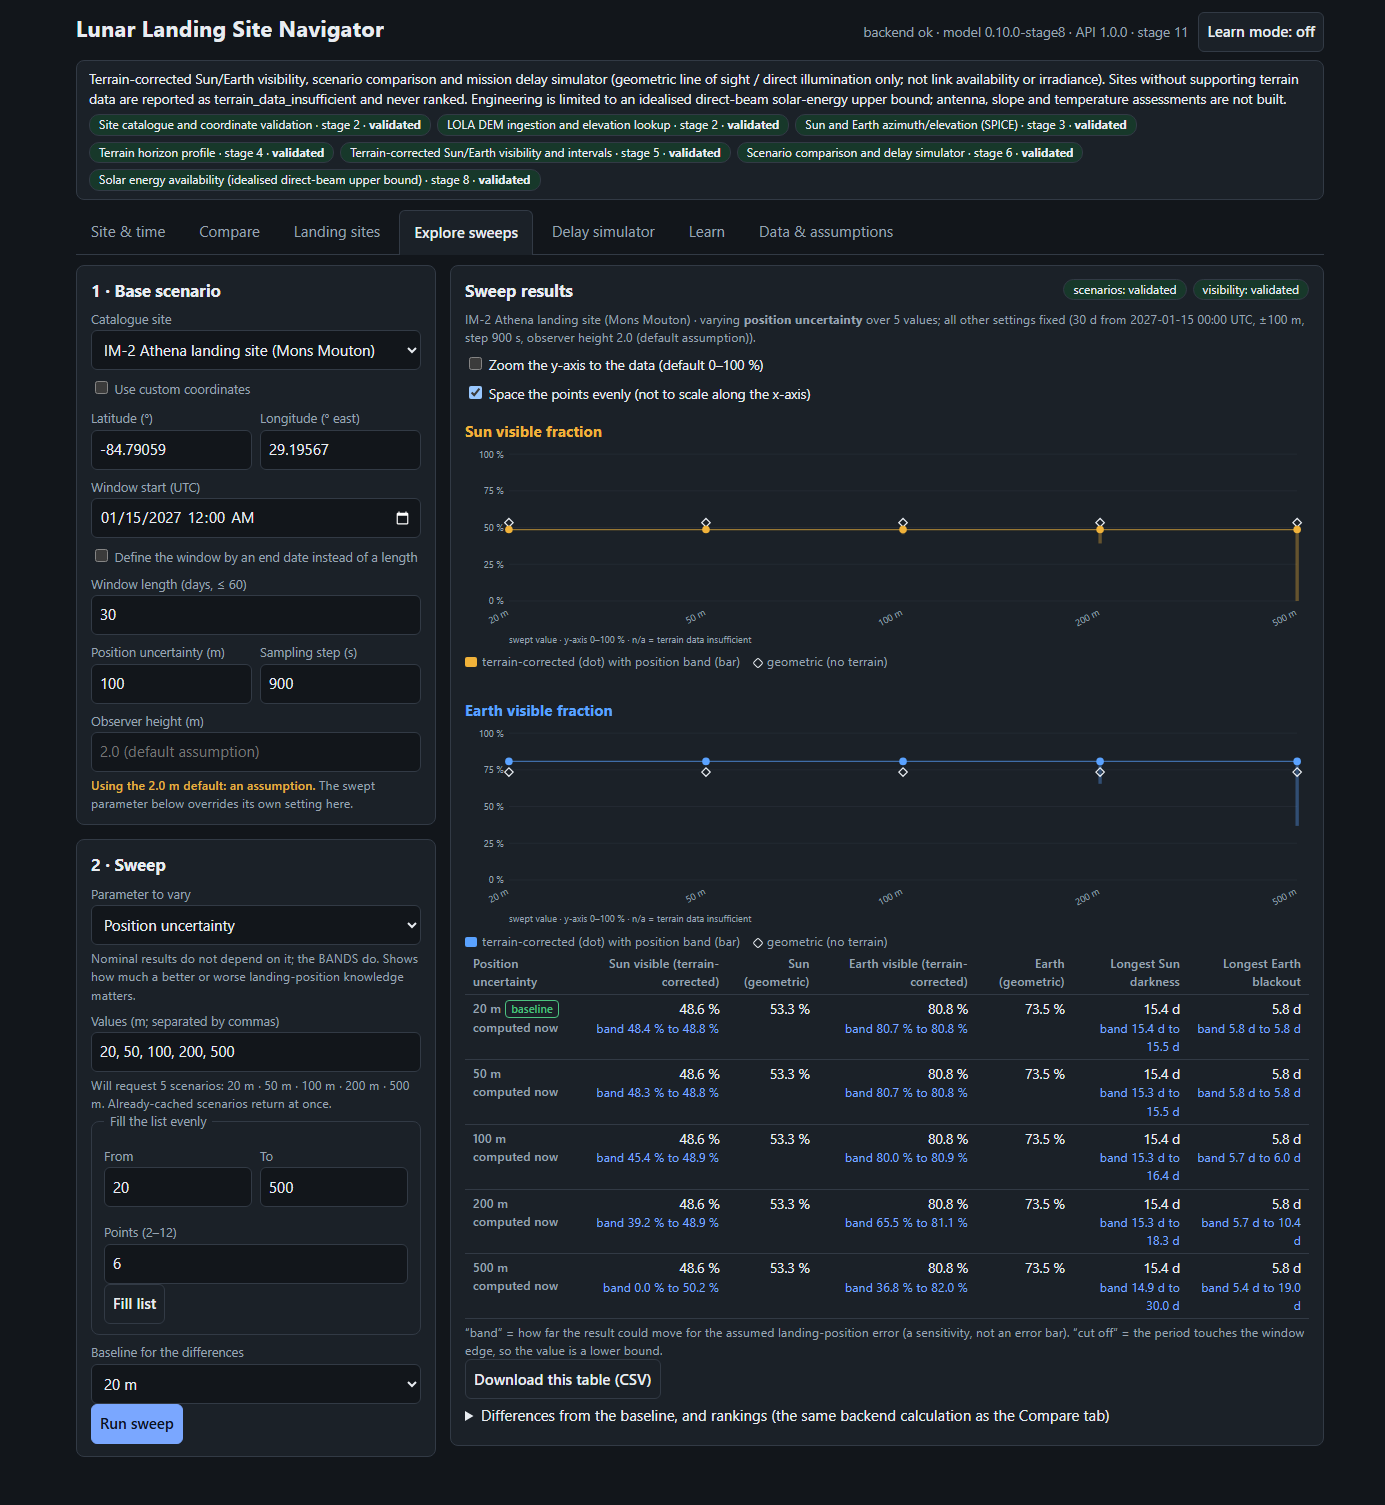 Lunar Landing Site Navigator
backend ok · model 0.10.0-stage8 · API 1.0.0 · stage 11
Learn mode: off
Terrain-corrected Sun/Earth visibility, scenario comparison and mission delay simulator (geometric line of sight / direct illumination only; not link availability or irradiance). Sites without supporting terrain
data are reported as terrain_data_insufficient and never ranked. Engineering is limited to an idealised direct-beam solar-energy upper bound; antenna, slope and temperature assessments are not built.
Site catalogue and coordinate validation · stage 2 · validated
LOLA DEM ingestion and elevation lookup · stage 2 · validated
Sun and Earth azimuth/elevation (SPICE) · stage 3 · validated
Terrain horizon profile · stage 4 · validated
Terrain-corrected Sun/Earth visibility and intervals · stage 5 · validated
Scenario comparison and delay simulator · stage 6 · validated
Solar energy availability (idealised direct-beam upper bound) · stage 8 · validated
Site & time
Compare
Landing sites
Explore sweeps
Delay simulator
Learn
Data & assumptions
1 · Base scenario
Catalogue site
IM-2 Athena landing site (Mons Mouton)
Use custom coordinates
Latitude (°)
Longitude (° east)
-84.79059
29.19567
Window start (UTC)
01/15/2027 12:00 AM
Define the window by an end date instead of a length
Window length (days, ≤ 60)
30
Position uncertainty (m)
Sampling step (s)
100
900
Observer height (m)
2.0 (default assumption)
Using the 2.0 m default: an assumption. The swept
parameter below overrides its own setting here.
2 · Sweep
Parameter to vary
Position uncertainty
Nominal results do not depend on it; the BANDS do. Shows
how much a better or worse landing-position knowledge
matters.
Values (m; separated by commas)
20, 50, 100, 200, 500
Will request 5 scenarios: 20 m · 50 m · 100 m · 200 m · 500
m. Already-cached scenarios return at once.
Fill the list evenly
From
To
20
500
Points (2–12)
6
Fill list
Baseline for the differences
20 m
Run sweep
Sweep results
scenarios: validated
visibility: validated
IM-2 Athena landing site (Mons Mouton) · varying position uncertainty over 5 values; all other settings fixed (30 d from 2027-01-15 00:00 UTC, ±100 m,
step 900 s, observer height 2.0 (default assumption)).
Zoom the y-axis to the data (default 0–100 %)
Space the points evenly (not to scale along the x-axis)
Sun visible fraction
100 %
75 %
50 %
25 %
0 %
20 m
50 m
100 m
200 m
500 m
swept value · y-axis 0–100 % · n/a = terrain data insufficient
terrain-corrected (dot) with position band (bar)
geometric (no terrain)
Earth visible fraction
100 %
75 %
50 %
25 %
0 %
20 m
50 m
100 m
200 m
500 m
swept value · y-axis 0–100 % · n/a = terrain data insufficient
terrain-corrected (dot) with position band (bar)
geometric (no terrain)
Position
uncertainty
Sun visible (terrain-
corrected)
Sun
(geometric)
Earth visible (terrain-
corrected)
Earth
(geometric)
Longest Sun
darkness
Longest Earth
blackout
20 m baseline
computed now
48.6 %
band 48.4 % to 48.8 %
53.3 %
80.8 %
band 80.7 % to 80.8 %
73.5 %
15.4 d
band 15.4 d to
15.5 d
5.8 d
band 5.8 d to 5.8 d
50 m
computed now
48.6 %
band 48.3 % to 48.8 %
53.3 %
80.8 %
band 80.7 % to 80.8 %
73.5 %
15.4 d
band 15.3 d to
15.5 d
5.8 d
band 5.8 d to 5.8 d
100 m
computed now
48.6 %
band 45.4 % to 48.9 %
53.3 %
80.8 %
band 80.0 % to 80.9 %
73.5 %
15.4 d
band 15.3 d to
16.4 d
5.8 d
band 5.7 d to 6.0 d
200 m
computed now
48.6 %
band 39.2 % to 48.9 %
53.3 %
80.8 %
band 65.5 % to 81.1 %
73.5 %
15.4 d
band 15.3 d to
18.3 d
5.8 d
band 5.7 d to 10.4
d
500 m
computed now
48.6 %
band 0.0 % to 50.2 %
53.3 %
80.8 %
band 36.8 % to 82.0 %
73.5 %
15.4 d
band 14.9 d to
30.0 d
5.8 d
band 5.4 d to 19.0
d
"band" = how far the result could move for the assumed landing-position error (a sensitivity, not an error bar). "cut off" = the period touches the window
edge, so the value is a lower bound.
Download this table (CSV)
Differences from the baseline, and rankings (the same backend calculation as the Compare tab)